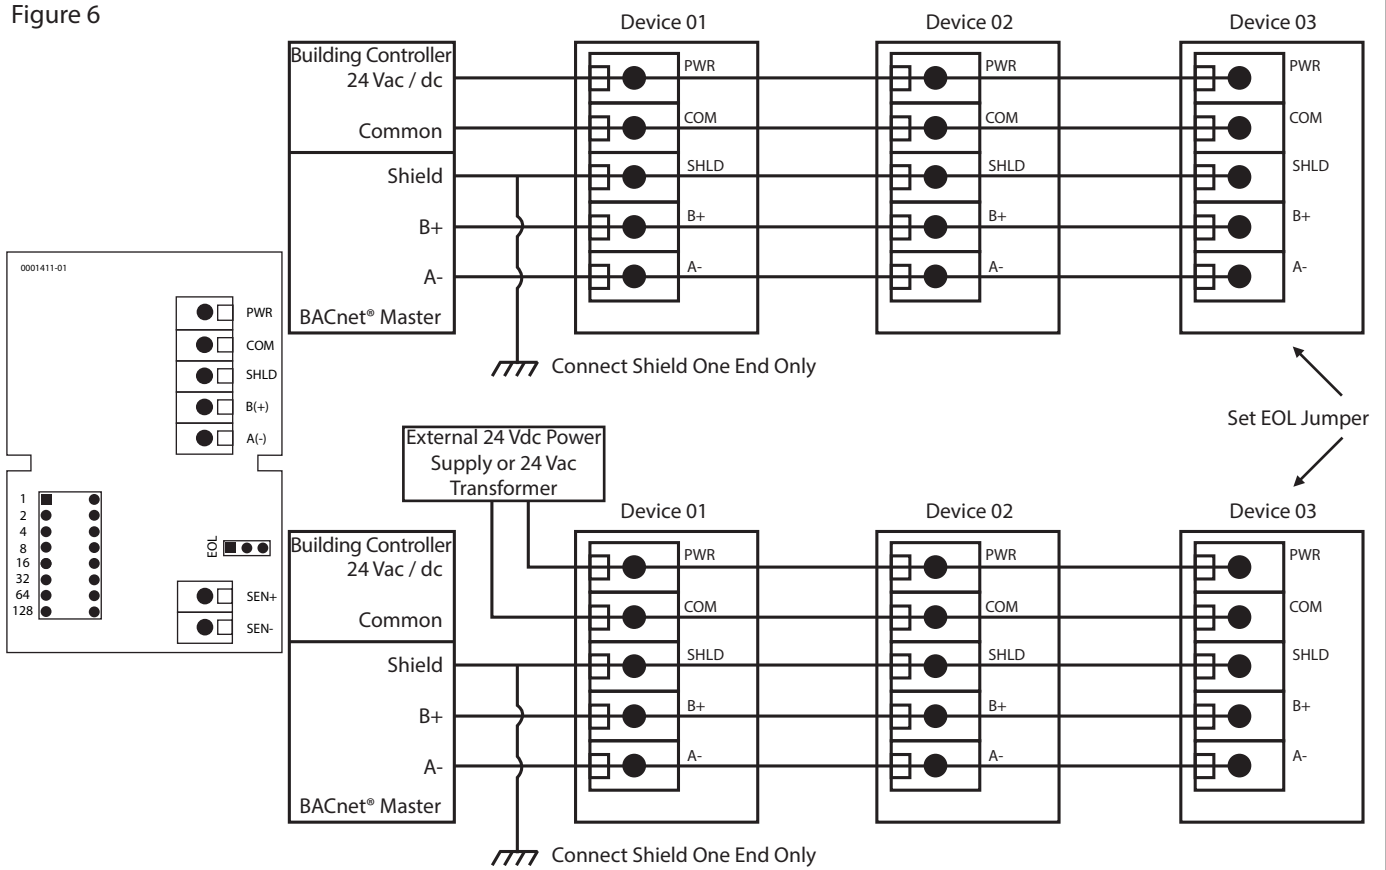 Figure 6
Device 01
Device 02
Device 03
Building Controller
24 Vac / dc
Common
Shield
B+
A-
BACnet® Master
PWR
COM
SHLD
B+
A-
PWR
COM
SHLD
B+
A-
PWR
COM
SHLD
B+
A-
Connect Shield One End Only
Set EOL Jumper
0001411-01
PWR
COM
SHLD
B(+)
A(-)
1
2
4
8
16
32
64
128
EOL
SEN+
SEN-
External 24 Vdc Power
Supply or 24 Vac
Transformer
Device 01
Device 02
Device 03
Building Controller
24 Vac / dc
Common
Shield
B+
A-
BACnet® Master
PWR
COM
SHLD
B+
A-
PWR
COM
SHLD
B+
A-
PWR
COM
SHLD
B+
A-
Connect Shield One End Only